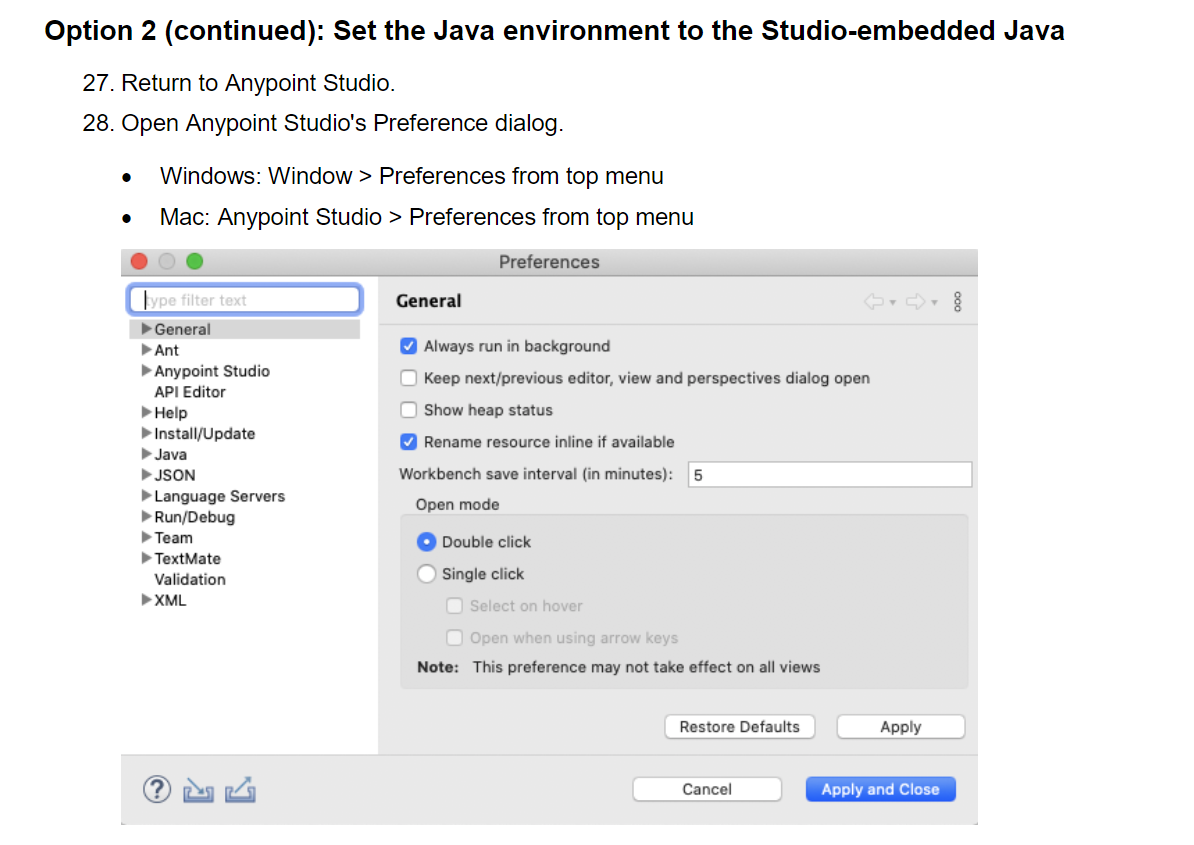 Option 2 (continued): Set the Java environment to the Studio-embedded Java
27. Return to Anypoint Studio.
28. Open Anypoint Studio's Preference dialog.
• Windows: Window > Preferences from top menu
• Mac: Anypoint Studio > Preferences from top menu
Preferences
type filter text
General
Ant
Anypoint Studio
API Editor
Help
Install/Update
Java
JSON
Language Servers
Run/Debug
Team
TextMate
Validation
XML
General
Always run in background
Keep next/previous editor, view and perspectives dialog open
Show heap status
Rename resource inline if available
Workbench save interval (in minutes): 5
Open mode
Double click
Single click
Select on hover
Open when using arrow keys
Note: This preference may not take effect on all views
Restore Defaults Apply
? Cancel Apply and Close